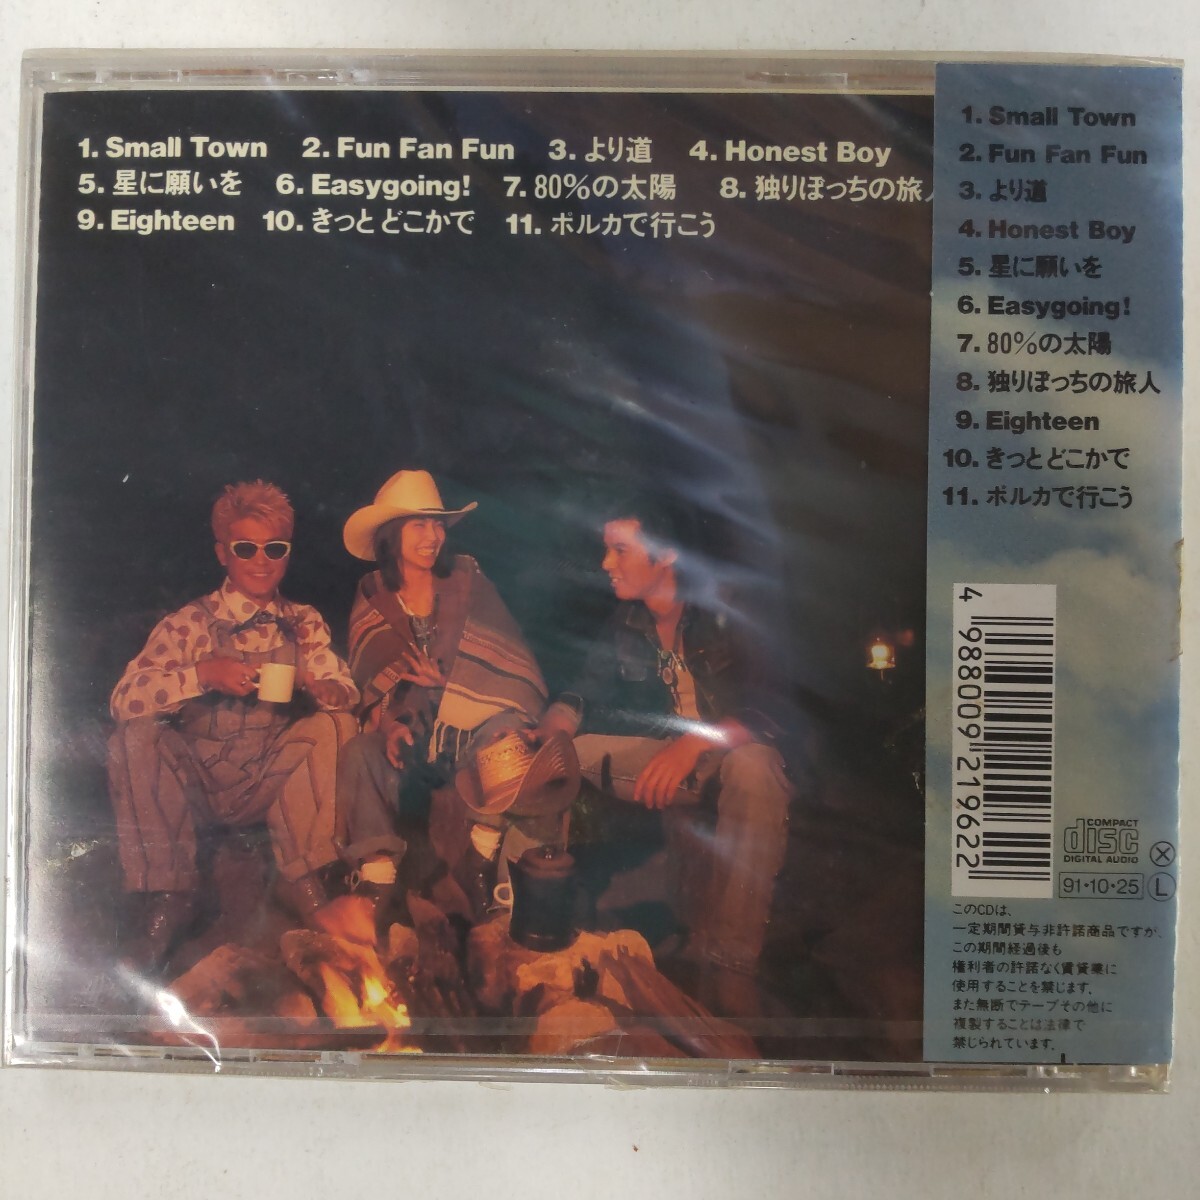 1. Small Town 2. Fun Fan Fun 3. より道 4. Honest Boy
5. 星に願いを 6. Easygoing! 7. 80%の太陽 8. 独りぼっちの旅人
9. Eighteen 10. きっと どこかで 11. ポルカで行こう
1. Small Town
2. Fun Fan Fun
3. より道
4. Honest Boy
5. 星に願いを
6. Easygoing!
7. 80%の太陽
8. 独りぼっちの旅人
9. Eighteen
10. きっと どこかで
11. ポルカで行こう
4 988009 219622
COMPACT
disc
DIGITAL AUDIO
X
91・10・25 L
このCDは、
一定期間貸与非許諾商品ですが、
この期間経過後も
権利者の許諾なく賃貸業に
使用することを禁じます。
また無断でテープその他に
複製することは法律で
禁じられています。